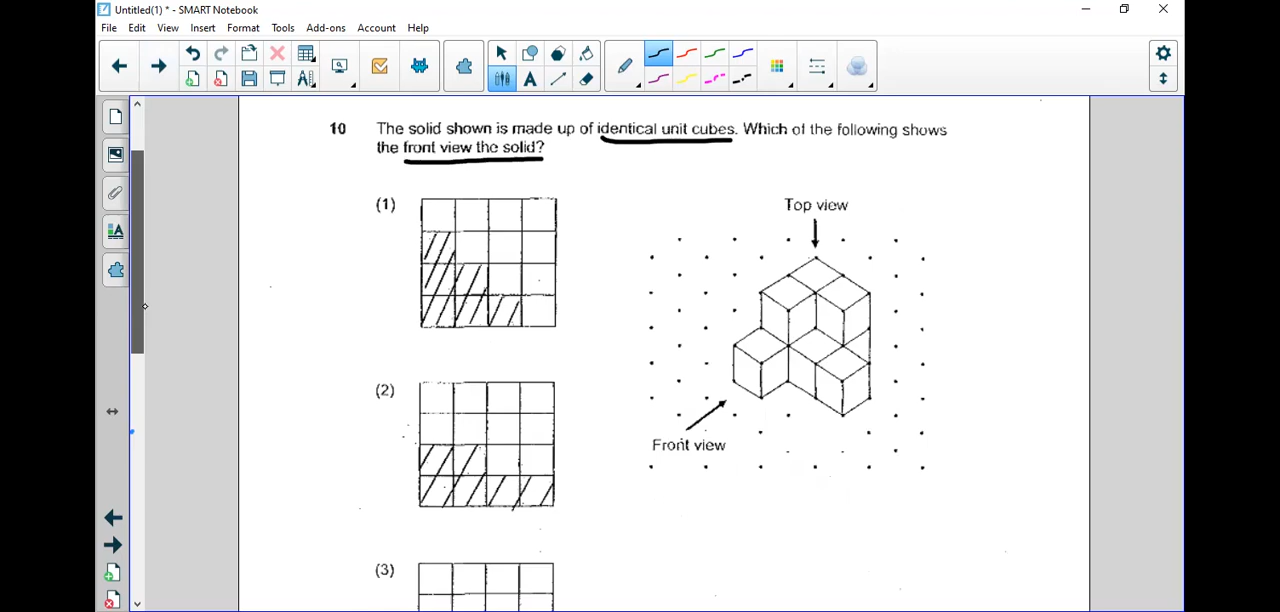 Untitled(1) * - SMART Notebook
File Edit View Insert Format Tools Add-ons Account Help
10 The solid shown is made up of identical unit cubes. Which of the following shows
the front view the solid?
(1)
Top view
(2)
Front view
(3)